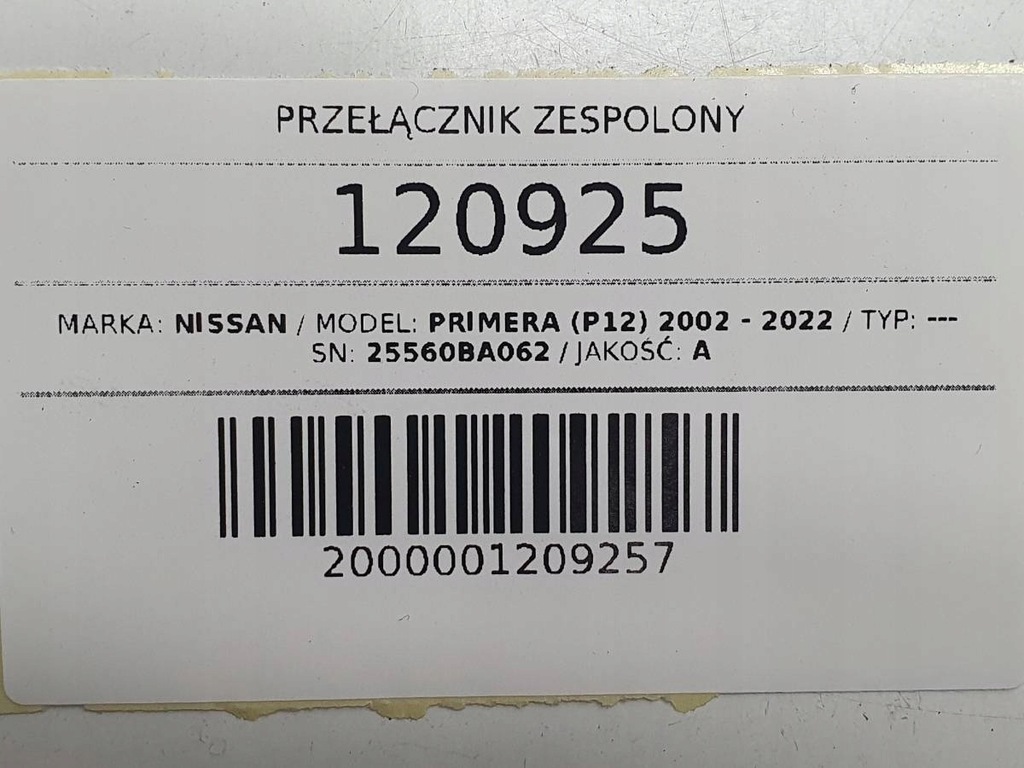 PRZEŁĄCZNIK ZESPOLONY
120925
MARKA: NISSAN / MODEL: PRIMERA (P12) 2002 - 2022 / TYP: ---
SN: 25560BA062 / JAKOŚĆ: A
2000001209257